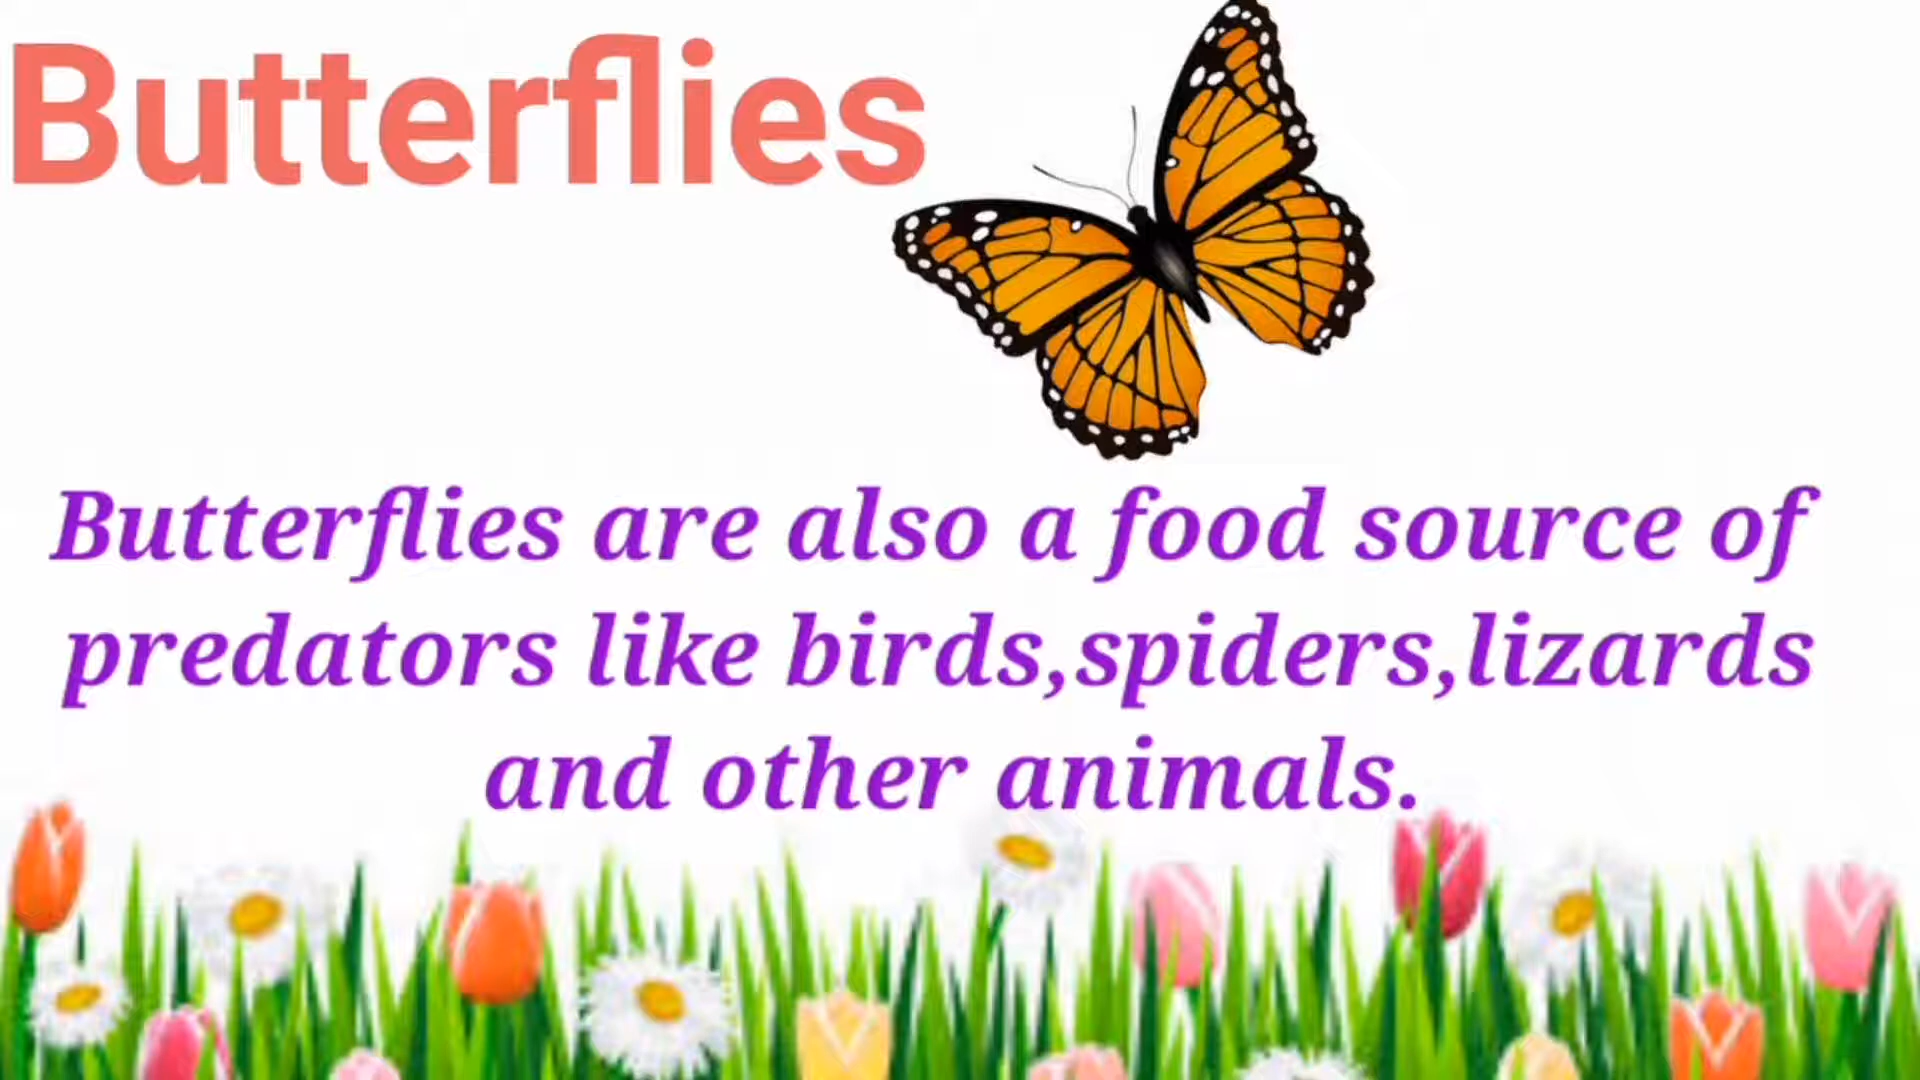 Butterflies
Butterflies are also a food source of
predators like birds,spiders,lizards
and other animals.